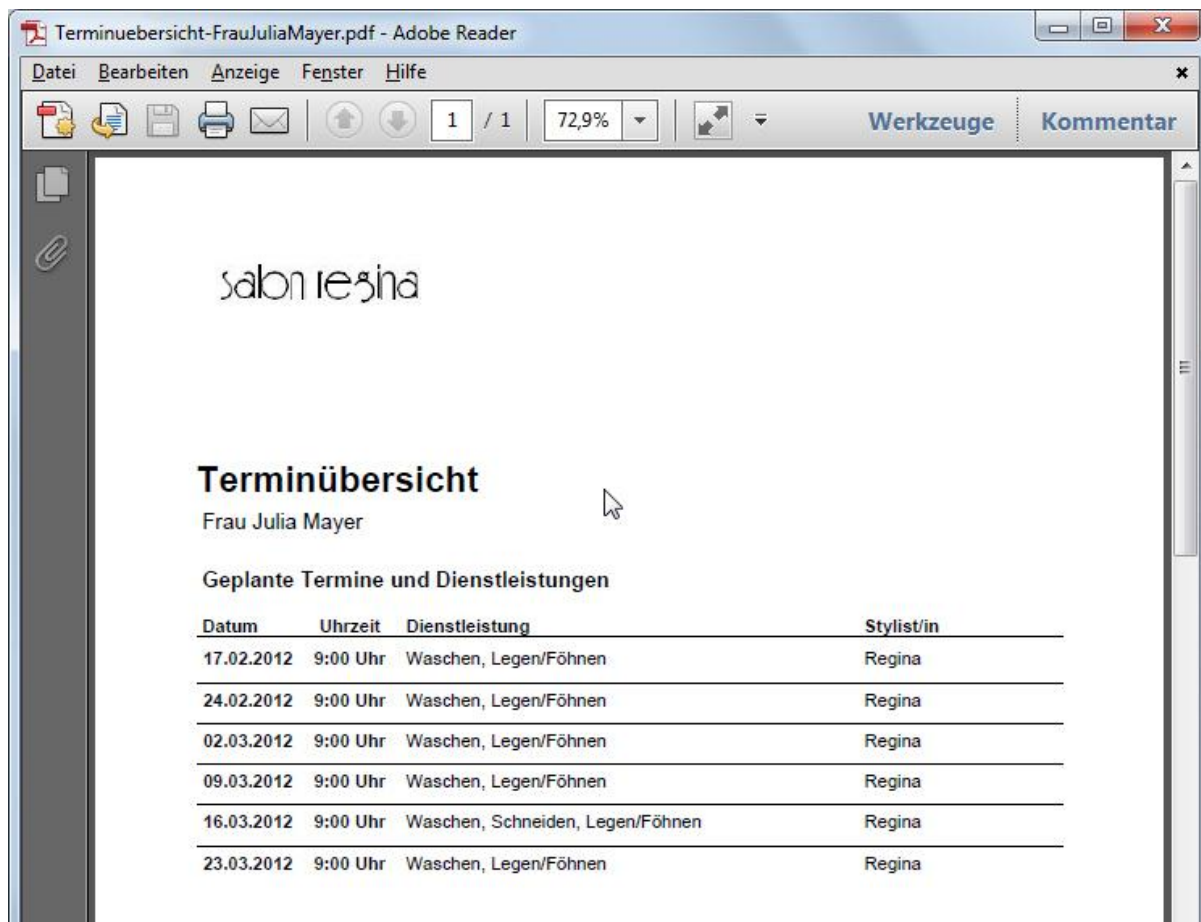 Terminuebersicht-FrauJuliaMayer.pdf - Adobe Reader
Datei Bearbeiten Anzeige Fenster Hilfe
1 / 1 72,9% Werkzeuge Kommentar
salon regina
Terminübersicht
Frau Julia Mayer
Geplante Termine und Dienstleistungen
Datum Uhrzeit Dienstleistung Stylist/in
17.02.2012 9:00 Uhr Waschen, Legen/Föhnen Regina
24.02.2012 9:00 Uhr Waschen, Legen/Föhnen Regina
02.03.2012 9:00 Uhr Waschen, Legen/Föhnen Regina
09.03.2012 9:00 Uhr Waschen, Legen/Föhnen Regina
16.03.2012 9:00 Uhr Waschen, Schneiden, Legen/Föhnen Regina
23.03.2012 9:00 Uhr Waschen, Legen/Föhnen Regina